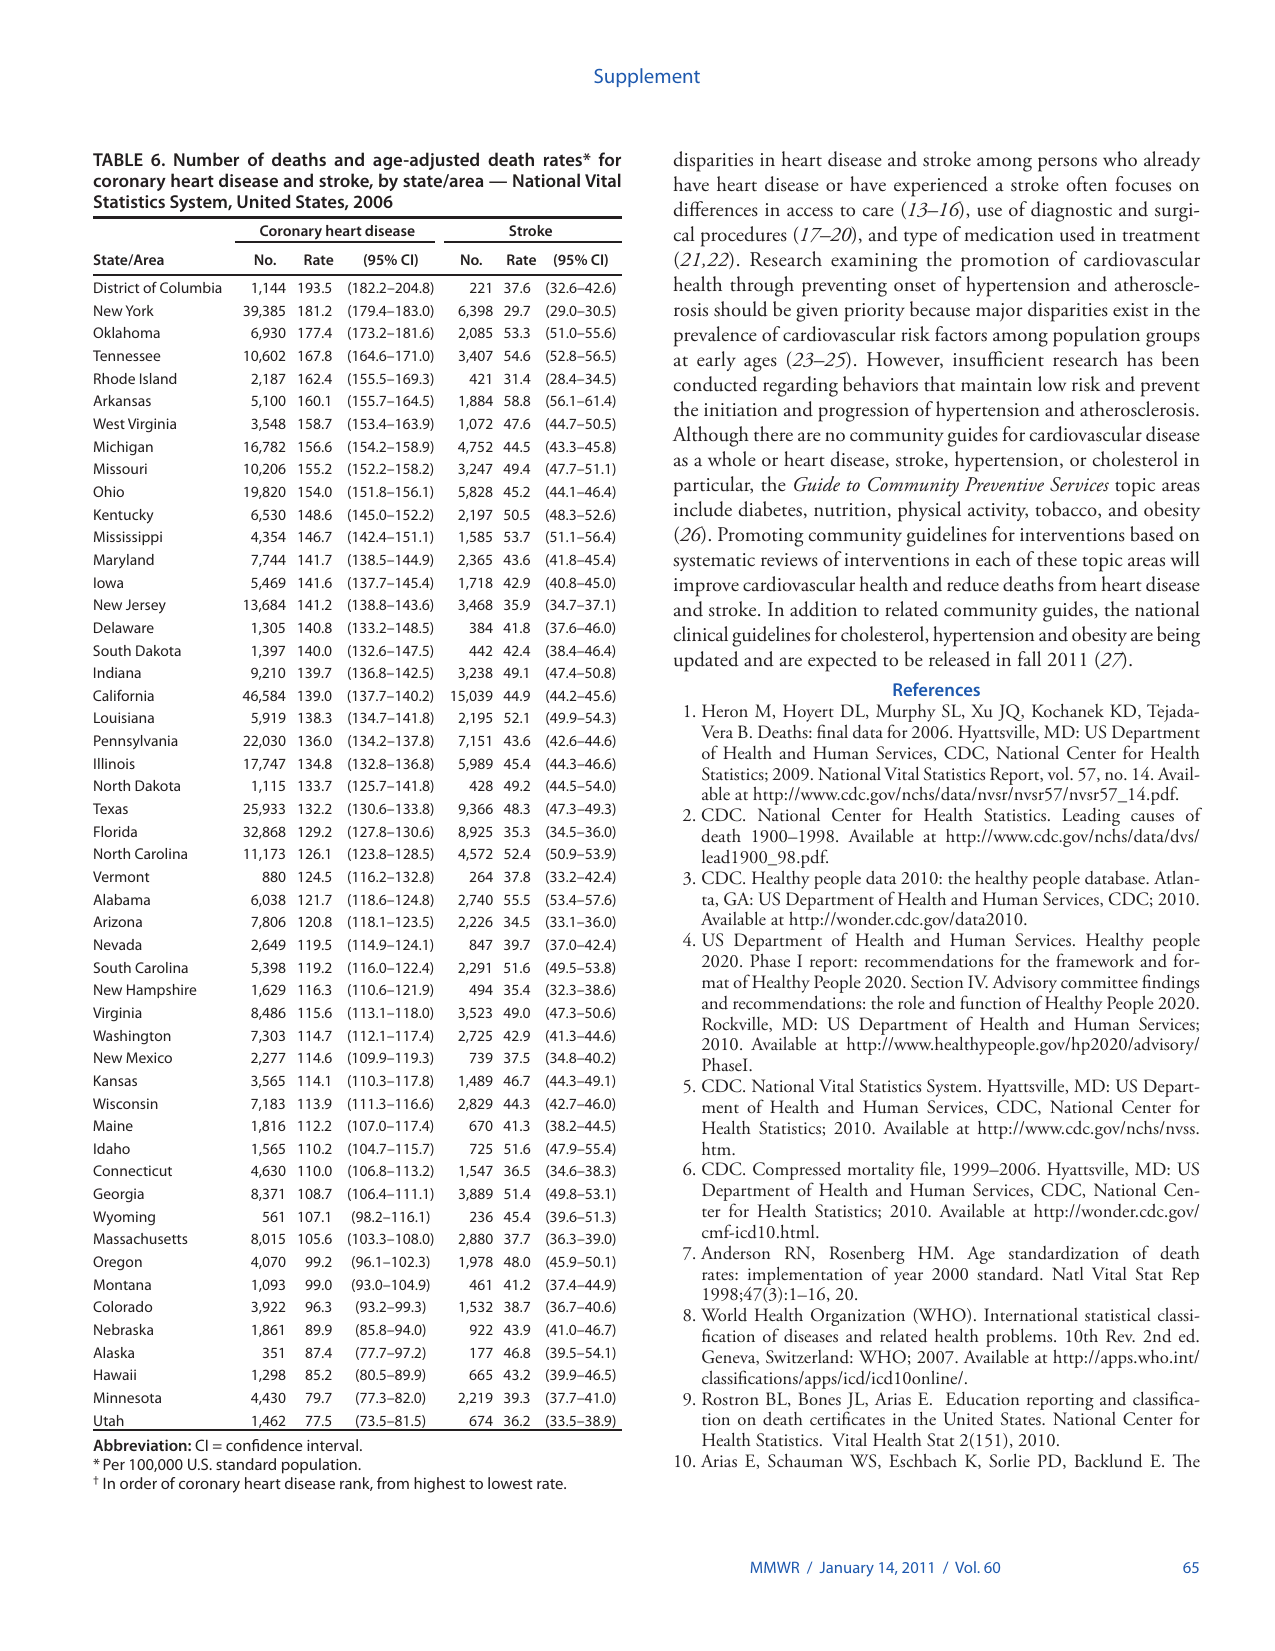 Supplement
TABLE 6. Number of deaths and age-adjusted death rates* for
coronary heart disease and stroke, by state/area — National Vital
Statistics System, United States, 2006
Coronary heart disease Stroke
State/Area No. Rate (95% CI) No. Rate (95% CI)
District of Columbia 1,144 193.5 (182.2–204.8) 221 37.6 (32.6–42.6)
New York 39,385 181.2 (179.4–183.0) 6,398 29.7 (29.0–30.5)
Oklahoma 6,930 177.4 (173.2–181.6) 2,085 53.3 (51.0–55.6)
Tennessee 10,602 167.8 (164.6–171.0) 3,407 54.6 (52.8–56.5)
Rhode Island 2,187 162.4 (155.5–169.3) 421 31.4 (28.4–34.5)
Arkansas 5,100 160.1 (155.7–164.5) 1,884 58.8 (56.1–61.4)
West Virginia 3,548 158.7 (153.4–163.9) 1,072 47.6 (44.7–50.5)
Michigan 16,782 156.6 (154.2–158.9) 4,752 44.5 (43.3–45.8)
Missouri 10,206 155.2 (152.2–158.2) 3,247 49.4 (47.7–51.1)
Ohio 19,820 154.0 (151.8–156.1) 5,828 45.2 (44.1–46.4)
Kentucky 6,530 148.6 (145.0–152.2) 2,197 50.5 (48.3–52.6)
Mississippi 4,354 146.7 (142.4–151.1) 1,585 53.7 (51.1–56.4)
Maryland 7,744 141.7 (138.5–144.9) 2,365 43.6 (41.8–45.4)
Iowa 5,469 141.6 (137.7–145.4) 1,718 42.9 (40.8–45.0)
New Jersey 13,684 141.2 (138.8–143.6) 3,468 35.9 (34.7–37.1)
Delaware 1,305 140.8 (133.2–148.5) 384 41.8 (37.6–46.0)
South Dakota 1,397 140.0 (132.6–147.5) 442 42.4 (38.4–46.4)
Indiana 9,210 139.7 (136.8–142.5) 3,238 49.1 (47.4–50.8)
California 46,584 139.0 (137.7–140.2) 15,039 44.9 (44.2–45.6)
Louisiana 5,919 138.3 (134.7–141.8) 2,195 52.1 (49.9–54.3)
Pennsylvania 22,030 136.0 (134.2–137.8) 7,151 43.6 (42.6–44.6)
Illinois 17,747 134.8 (132.8–136.8) 5,989 45.4 (44.3–46.6)
North Dakota 1,115 133.7 (125.7–141.8) 428 49.2 (44.5–54.0)
Texas 25,933 132.2 (130.6–133.8) 9,366 48.3 (47.3–49.3)
Florida 32,868 129.2 (127.8–130.6) 8,925 35.3 (34.5–36.0)
North Carolina 11,173 126.1 (123.8–128.5) 4,572 52.4 (50.9–53.9)
Vermont 880 124.5 (116.2–132.8) 264 37.8 (33.2–42.4)
Alabama 6,038 121.7 (118.6–124.8) 2,740 55.5 (53.4–57.6)
Arizona 7,806 120.8 (118.1–123.5) 2,226 34.5 (33.1–36.0)
Nevada 2,649 119.5 (114.9–124.1) 847 39.7 (37.0–42.4)
South Carolina 5,398 119.2 (116.0–122.4) 2,291 51.6 (49.5–53.8)
New Hampshire 1,629 116.3 (110.6–121.9) 494 35.4 (32.3–38.6)
Virginia 8,486 115.6 (113.1–118.0) 3,523 49.0 (47.3–50.6)
Washington 7,303 114.7 (112.1–117.4) 2,725 42.9 (41.3–44.6)
New Mexico 2,277 114.6 (109.9–119.3) 739 37.5 (34.8–40.2)
Kansas 3,565 114.1 (110.3–117.8) 1,489 46.7 (44.3–49.1)
Wisconsin 7,183 113.9 (111.3–116.6) 2,829 44.3 (42.7–46.0)
Maine 1,816 112.2 (107.0–117.4) 670 41.3 (38.2–44.5)
Idaho 1,565 110.2 (104.7–115.7) 725 51.6 (47.9–55.4)
Connecticut 4,630 110.0 (106.8–113.2) 1,547 36.5 (34.6–38.3)
Georgia 8,371 108.7 (106.4–111.1) 3,889 51.4 (49.8–53.1)
Wyoming 561 107.1 (98.2–116.1) 236 45.4 (39.6–51.3)
Massachusetts 8,015 105.6 (103.3–108.0) 2,880 37.7 (36.3–39.0)
Oregon 4,070 99.2 (96.1–102.3) 1,978 48.0 (45.9–50.1)
Montana 1,093 99.0 (93.0–104.9) 461 41.2 (37.4–44.9)
Colorado 3,922 96.3 (93.2–99.3) 1,532 38.7 (36.7–40.6)
Nebraska 1,861 89.9 (85.8–94.0) 922 43.9 (41.0–46.7)
Alaska 351 87.4 (77.7–97.2) 177 46.8 (39.5–54.1)
Hawaii 1,298 85.2 (80.5–89.9) 665 43.2 (39.9–46.5)
Minnesota 4,430 79.7 (77.3–82.0) 2,219 39.3 (37.7–41.0)
Utah 1,462 77.5 (73.5–81.5) 674 36.2 (33.5–38.9)
Abbreviation: CI = confidence interval.
* Per 100,000 U.S. standard population.
† In order of coronary heart disease rank, from highest to lowest rate.
disparities in heart disease and stroke among persons who already
have heart disease or have experienced a stroke often focuses on
differences in access to care (13–16), use of diagnostic and surgi-
cal procedures (17–20), and type of medication used in treatment
(21,22). Research examining the promotion of cardiovascular
health through preventing onset of hypertension and atheroscle-
rosis should be given priority because major disparities exist in the
prevalence of cardiovascular risk factors among population groups
at early ages (23–25). However, insufficient research has been
conducted regarding behaviors that maintain low risk and prevent
the initiation and progression of hypertension and atherosclerosis.
Although there are no community guides for cardiovascular disease
as a whole or heart disease, stroke, hypertension, or cholesterol in
particular, the Guide to Community Preventive Services topic areas
include diabetes, nutrition, physical activity, tobacco, and obesity
(26). Promoting community guidelines for interventions based on
systematic reviews of interventions in each of these topic areas will
improve cardiovascular health and reduce deaths from heart disease
and stroke. In addition to related community guides, the national
clinical guidelines for cholesterol, hypertension and obesity are being
updated and are expected to be released in fall 2011 (27).
References
1. Heron M, Hoyert DL, Murphy SL, Xu JQ, Kochanek KD, Tejada-
Vera B. Deaths: final data for 2006. Hyattsville, MD: US Department
of Health and Human Services, CDC, National Center for Health
Statistics; 2009. National Vital Statistics Report, vol. 57, no. 14. Avail-
able at http://www.cdc.gov/nchs/data/nvsr/nvsr57/nvsr57_14.pdf.
2. CDC. National Center for Health Statistics. Leading causes of
death 1900–1998. Available at http://www.cdc.gov/nchs/data/dvs/
lead1900_98.pdf.
3. CDC. Healthy people data 2010: the healthy people database. Atlan-
ta, GA: US Department of Health and Human Services, CDC; 2010.
Available at http://wonder.cdc.gov/data2010.
4. US Department of Health and Human Services. Healthy people
2020. Phase I report: recommendations for the framework and for-
mat of Healthy People 2020. Section IV. Advisory committee findings
and recommendations: the role and function of Healthy People 2020.
Rockville, MD: US Department of Health and Human Services;
2010. Available at http://www.healthypeople.gov/hp2020/advisory/
PhaseI.
5. CDC. National Vital Statistics System. Hyattsville, MD: US Depart-
ment of Health and Human Services, CDC, National Center for
Health Statistics; 2010. Available at http://www.cdc.gov/nchs/nvss.
htm.
6. CDC. Compressed mortality file, 1999–2006. Hyattsville, MD: US
Department of Health and Human Services, CDC, National Cen-
ter for Health Statistics; 2010. Available at http://wonder.cdc.gov/
cmf-icd10.html.
7. Anderson RN, Rosenberg HM. Age standardization of death
rates: implementation of year 2000 standard. Natl Vital Stat Rep
1998;47(3):1–16, 20.
8. World Health Organization (WHO). International statistical classi-
fication of diseases and related health problems. 10th Rev. 2nd ed.
Geneva, Switzerland: WHO; 2007. Available at http://apps.who.int/
classifications/apps/icd/icd10online/.
9. Rostron BL, Bones JL, Arias E. Education reporting and classifica-
tion on death certificates in the United States. National Center for
Health Statistics. Vital Health Stat 2(151), 2010.
10. Arias E, Schauman WS, Eschbach K, Sorlie PD, Backlund E. The
MMWR / January 14, 2011 / Vol. 60 65